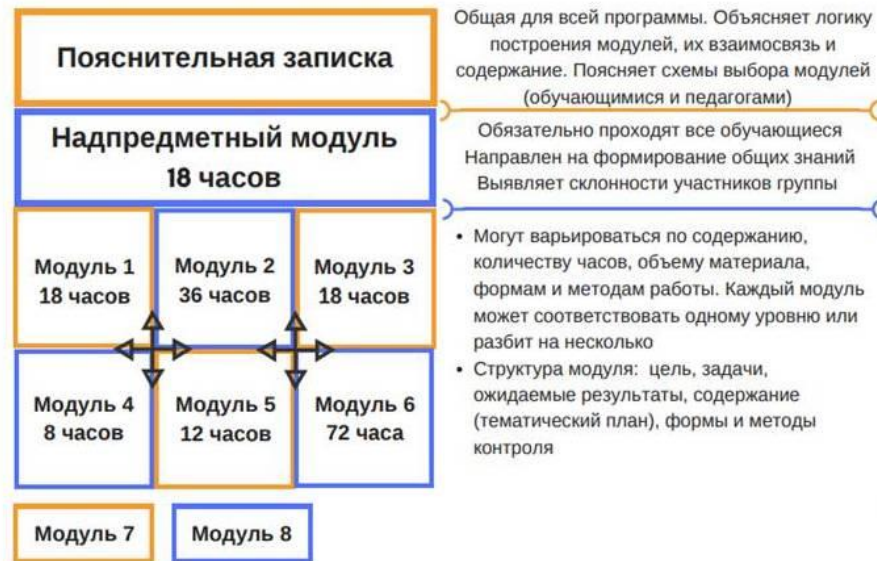 Пояснительная записка
Общая для всей программы. Объясняет логику
построения модулей, их взаимосвязь и
содержание. Поясняет схемы выбора модулей
(обучающимися и педагогами)
Надпредметный модуль
18 часов
Обязательно проходят все обучающиеся
Направлен на формирование общих знаний
Выявляет склонности участников группы
Модуль 1
18 часов
Модуль 2
36 часов
Модуль 3
18 часов
Модуль 4
8 часов
Модуль 5
12 часов
Модуль 6
72 часа
• Могут варьироваться по содержанию,
количеству часов, объему материала,
формам и методам работы. Каждый модуль
может соответствовать одному уровню или
разбит на несколько
• Структура модуля: цель, задачи,
ожидаемые результаты, содержание
(тематический план), формы и методы
контроля
Модуль 7
Модуль 8